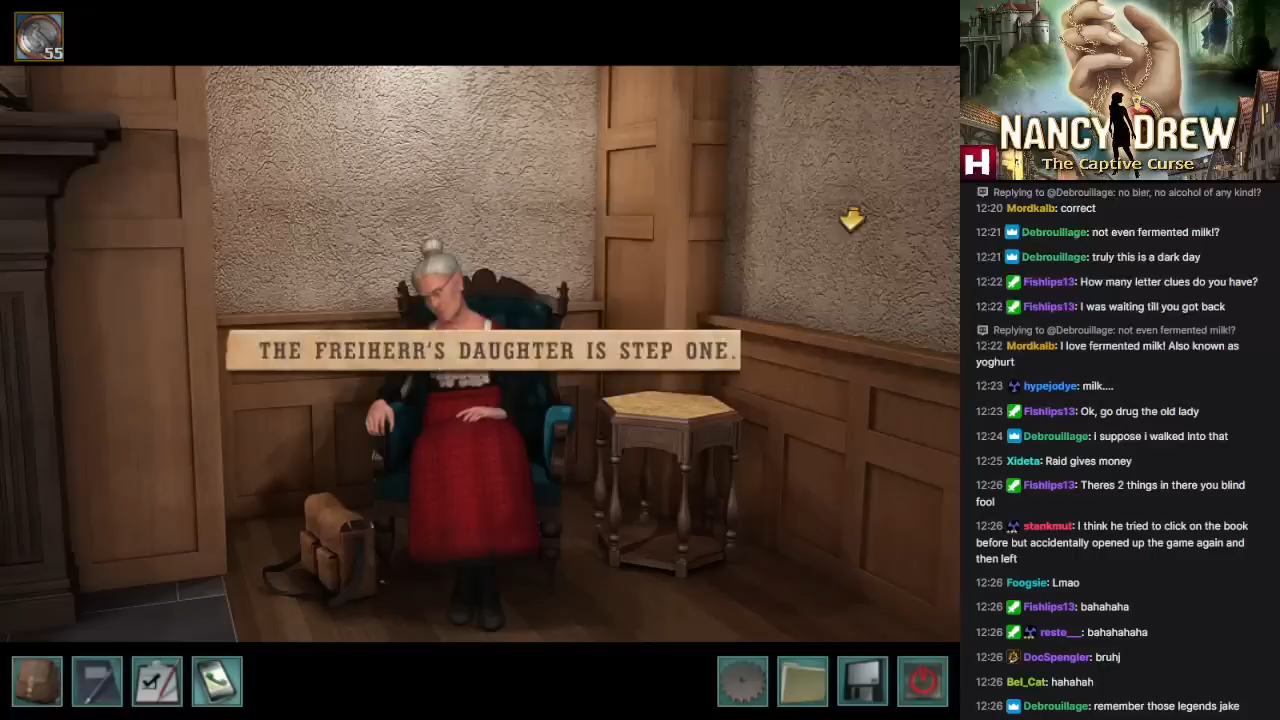 55
THE FREIHERR'S DAUGHTER IS STEP ONE.
NANCY DREW
The Captive Curse
H
Replying to @Debrouillage: no bier, no alcohol of any kind!?
12:20 Mordkalb: correct
12:21 Debrouillage: not even fermented milk!?
12:21 Debrouillage: truly this is a dark day
12:22 Fishlips13: How many letter clues do you have?
12:22 Fishlips13: I was waiting till you got back
Replying to @Debrouillage: not even fermented milk!?
12:22 Mordkalb: I love fermented milk! Also known as
yoghurt
12:23 hypejodye: milk....
12:23 Fishlips13: Ok, go drug the old lady
12:24 Debrouillage: i suppose i walked into that
12:25 Xideta: Raid gives money
12:26 Fishlips13: Theres 2 things in there you blind
fool
12:26 stankmut: I think he tried to click on the book
before but accidentally opened up the game again and
then left
12:26 Foogsie: Lmao
12:26 Fishlips13: bahahaha
12:26 resto__: bahahahaha
12:26 DocSpengler: bruhj
12:26 Bel_Cat: hahahah
12:26 Debrouillage: remember those legends jake